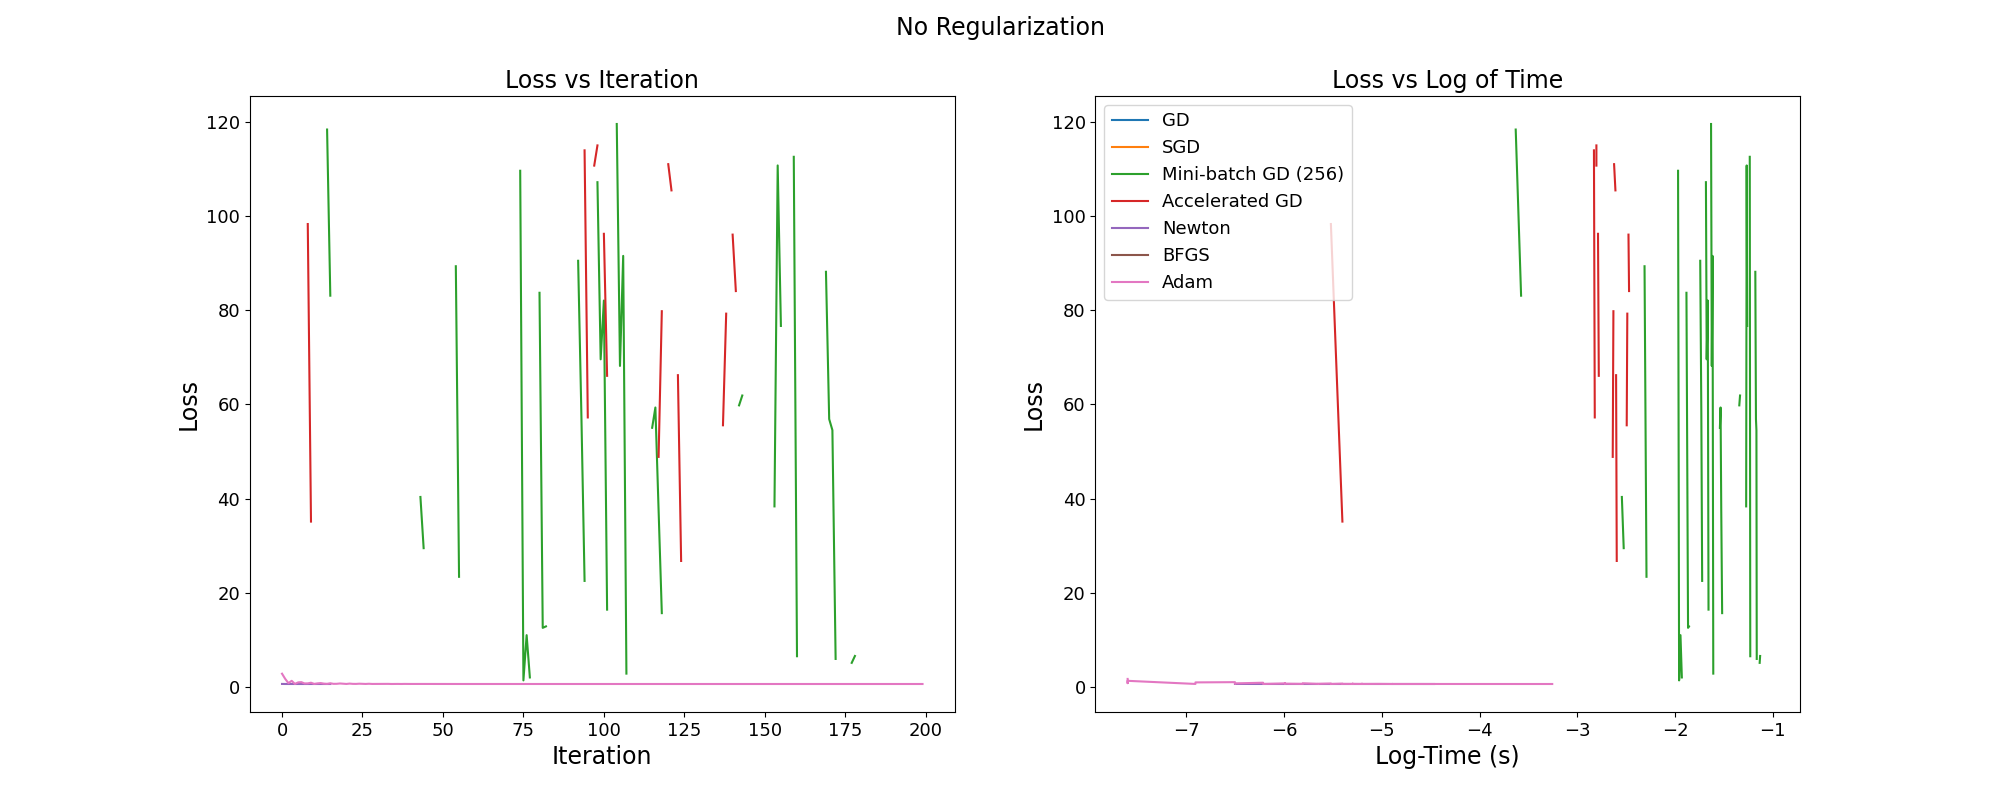 No Regularization
Loss vs Iteration
Loss
120
100
80
60
40
20
0
0 25 50 75 100 125 150 175 200
Iteration
Loss vs Log of Time
Loss
120
100
80
60
40
20
0
GD
SGD
Mini-batch GD (256)
Accelerated GD
Newton
BFGS
Adam
−7 −6 −5 −4 −3 −2 −1
Log-Time (s)